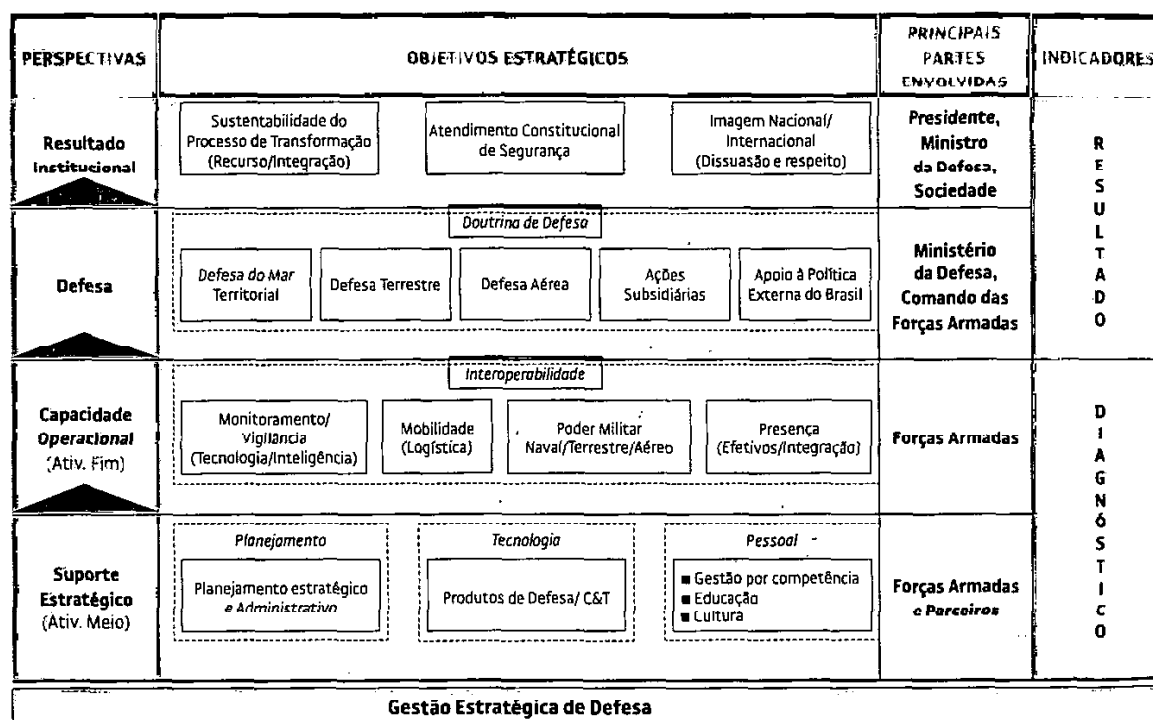 PERSPECTIVAS
OBJETIVOS ESTRATÉGICOS
PRINCIPAIS
PARTES
ENVOLVIDAS
INDICADORES
Resultado
Institucional
Sustentabilidade do
Processo de Transformação
(Recurso/Integração)
Atendimento Constitucional
de Segurança
Imagem Nacional/
Internacional
(Dissuasão e respeito)
Presidente,
Ministro
da Defesa,
Sociedade
RESULTADO
Defesa
Doutrina de Defesa
Defesa do Mar
Territorial
Defesa Terrestre
Defesa Aérea
Ações
Subsidiárias
Apoio à Política
Externa do Brasil
Ministério
da Defesa,
Comando das
Forças Armadas
Capacidade
Operacional
(Ativ. Fim)
Interoperabilidade
Monitoramento/
Vigilância
(Tecnologia/Inteligência)
Mobilidade
(Logística)
Poder Militar
Naval/Terrestre/Aéreo
Presença
(Efetivos/Integração)
Forças Armadas
DIAGNÓSTICO
Suporte
Estratégico
(Ativ. Meio)
Planejamento
Planejamento estratégico
e Administrativo
Tecnologia
Produtos de Defesa/ C&T
Pessoal
■ Gestão por competência
■ Educação
■ Cultura
Forças Armadas
e Parceiros
Gestão Estratégica de Defesa